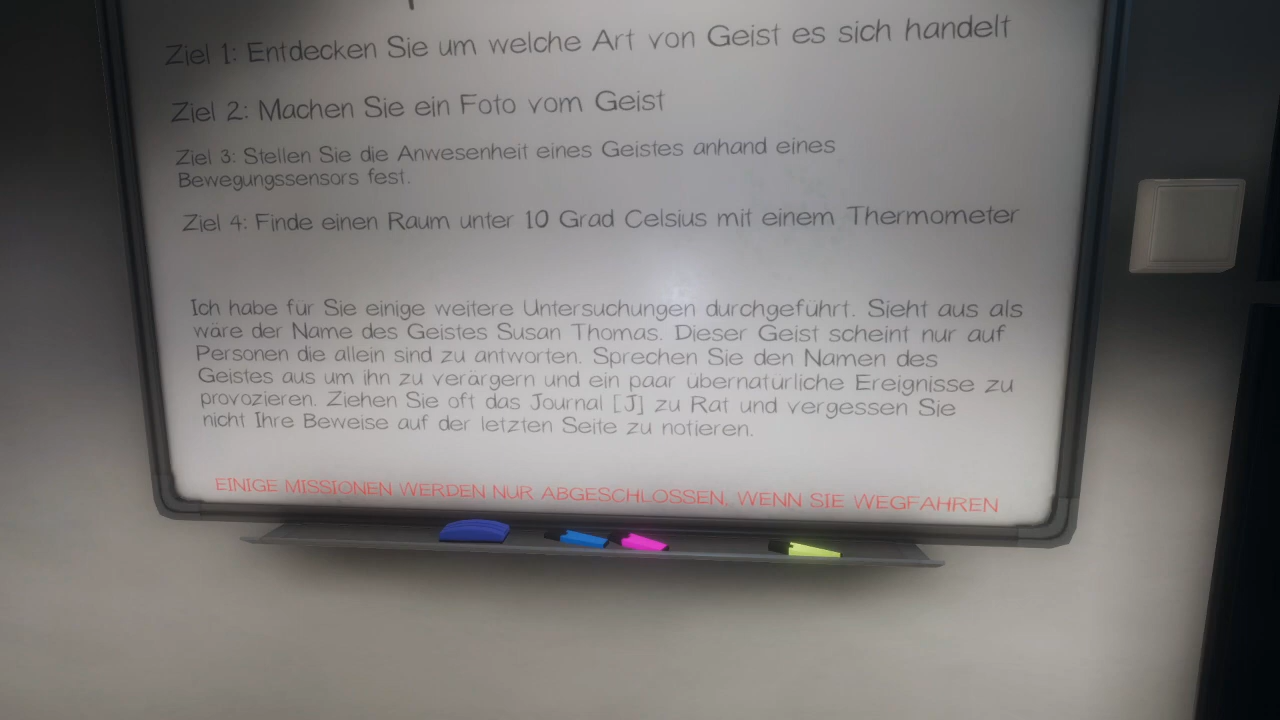 Ziel 1: Entdecken Sie um welche Art von Geist es sich handelt
Ziel 2: Machen Sie ein Foto vom Geist
Ziel 3: Stellen Sie die Anwesenheit eines Geistes anhand eines
Bewegungssensors fest.
Ziel 4: Finde einen Raum unter 10 Grad Celsius mit einem Thermometer
Ich habe für Sie einige weitere Untersuchungen durchgeführt. Sieht aus als
wäre der Name des Geistes Susan Thomas. Dieser Geist scheint nur auf
Personen die allein sind zu antworten. Sprechen Sie den Namen des
Geistes aus um ihn zu verärgern und ein paar übernatürliche Ereignisse zu
provozieren. Ziehen Sie oft das Journal [J] zu Rat und vergessen Sie
nicht Ihre Beweise auf der letzten Seite zu notieren.
EINIGE MISSIONEN WERDEN NUR ABGESCHLOSSEN, WENN SIE WEGFAHREN